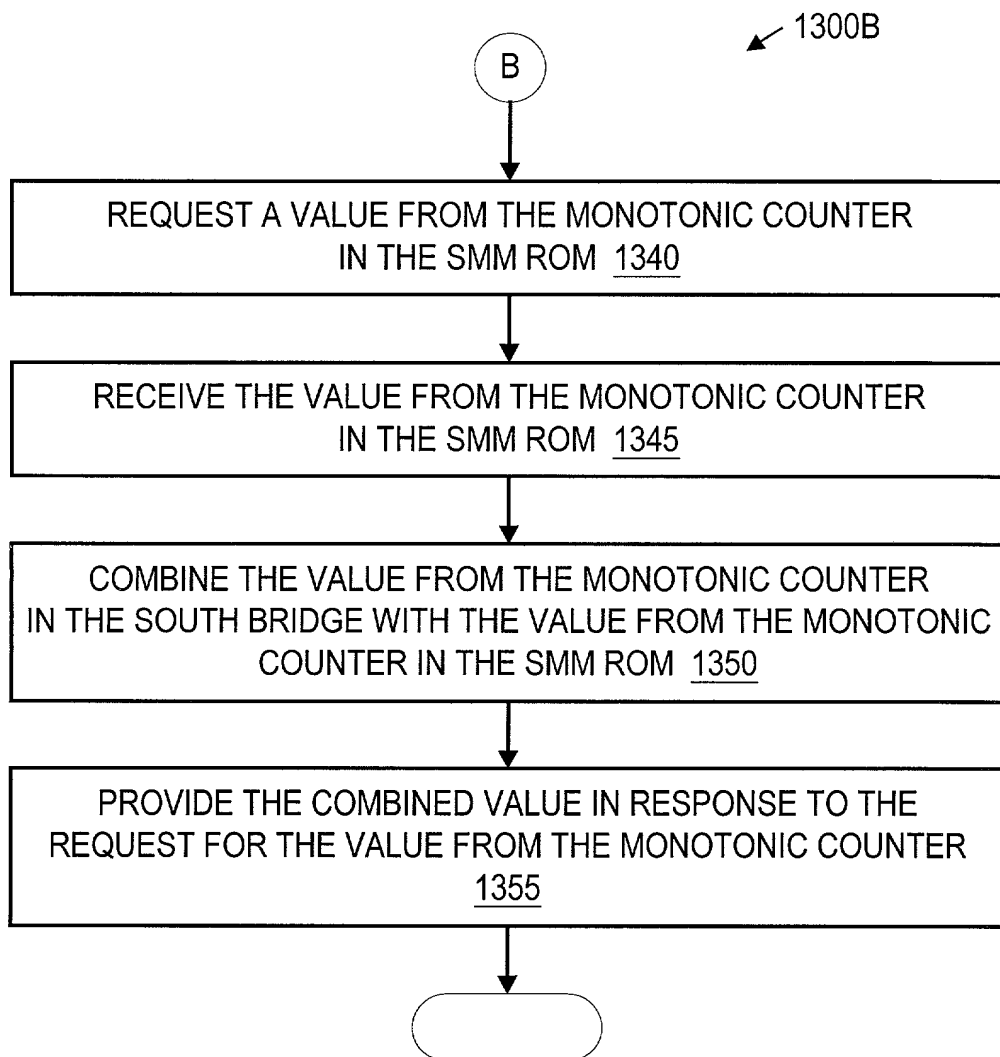 1300B
B
REQUEST A VALUE FROM THE MONOTONIC COUNTER
IN THE SMM ROM 1340
RECEIVE THE VALUE FROM THE MONOTONIC COUNTER
IN THE SMM ROM 1345
COMBINE THE VALUE FROM THE MONOTONIC COUNTER
IN THE SOUTH BRIDGE WITH THE VALUE FROM THE MONOTONIC
COUNTER IN THE SMM ROM 1350
PROVIDE THE COMBINED VALUE IN RESPONSE TO THE
REQUEST FOR THE VALUE FROM THE MONOTONIC COUNTER
1355